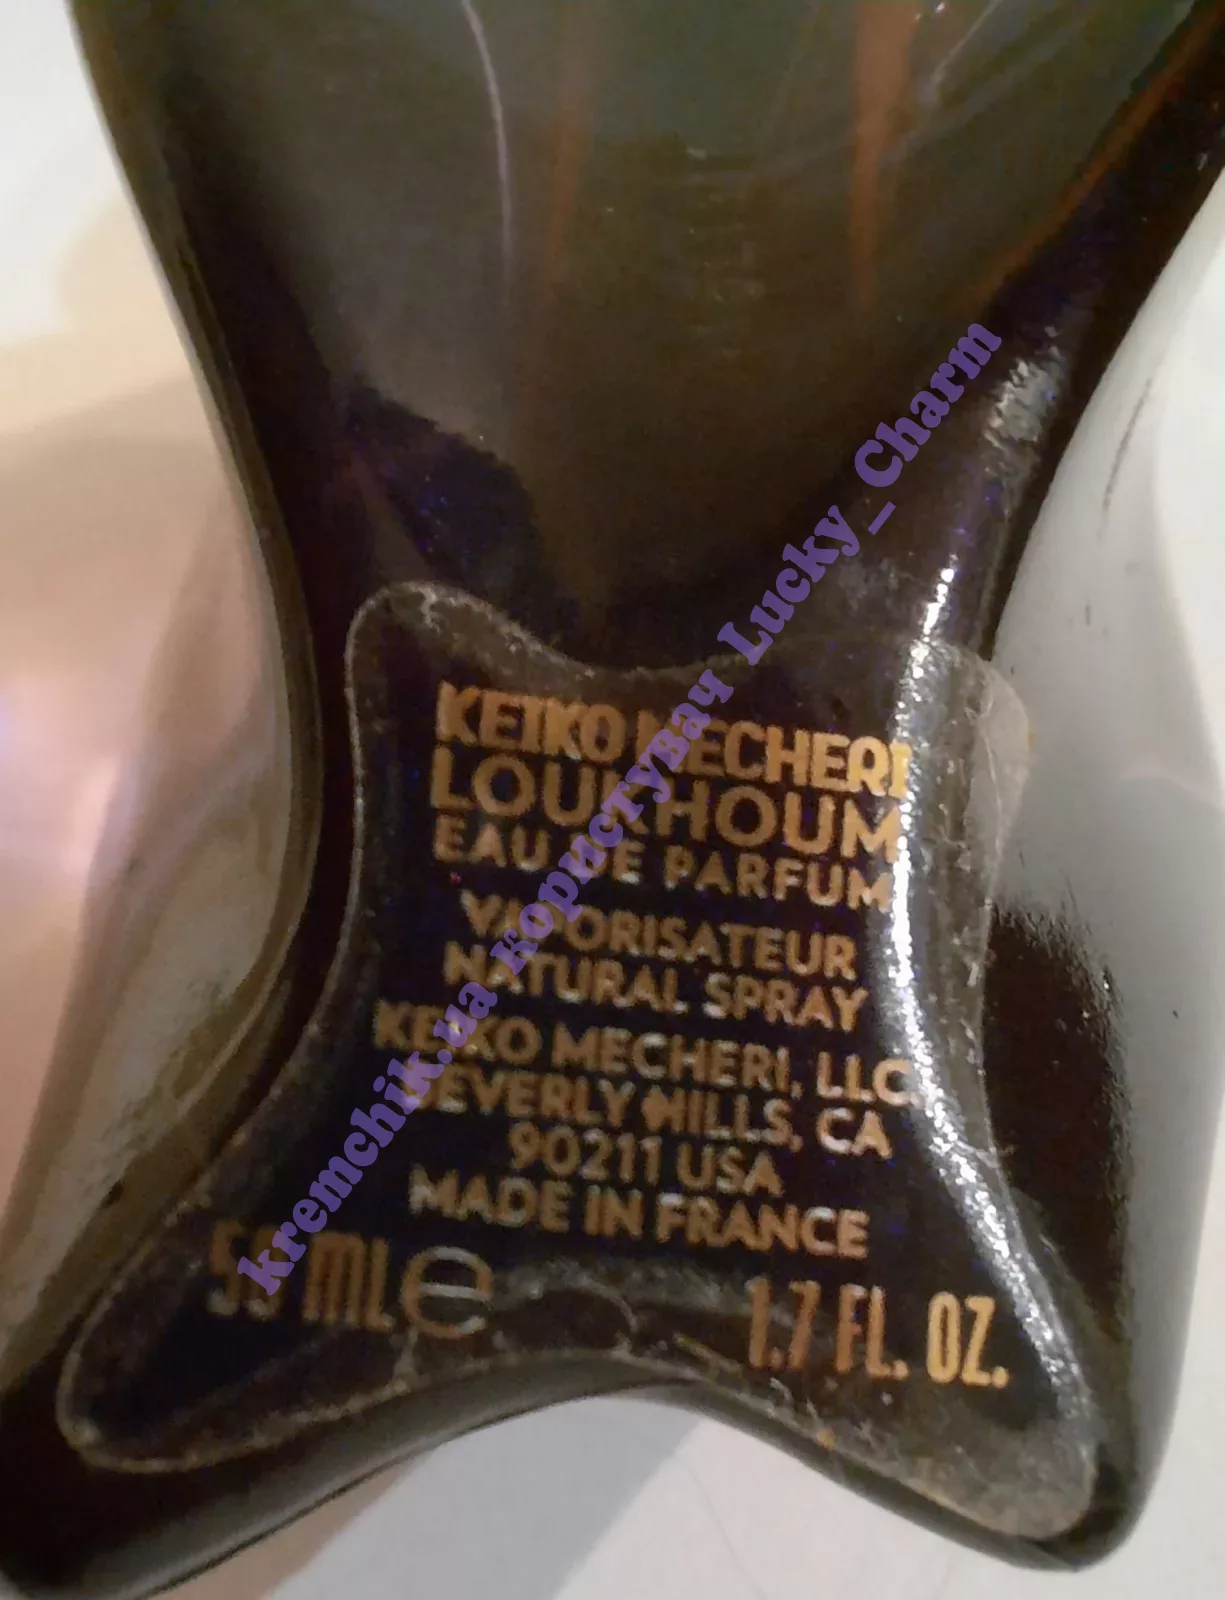 KEIKO MECHERI
LOUKHOUM
EAU DE PARFUM
VAPORISATEUR
NATURAL SPRAY
KEIKO MECHERI, LLC.
BEVERLY HILLS, CA
90211 USA
MADE IN FRANCE
ML e 1.7 FL. OZ.
kremchik.ua користувач Lucky_Charm